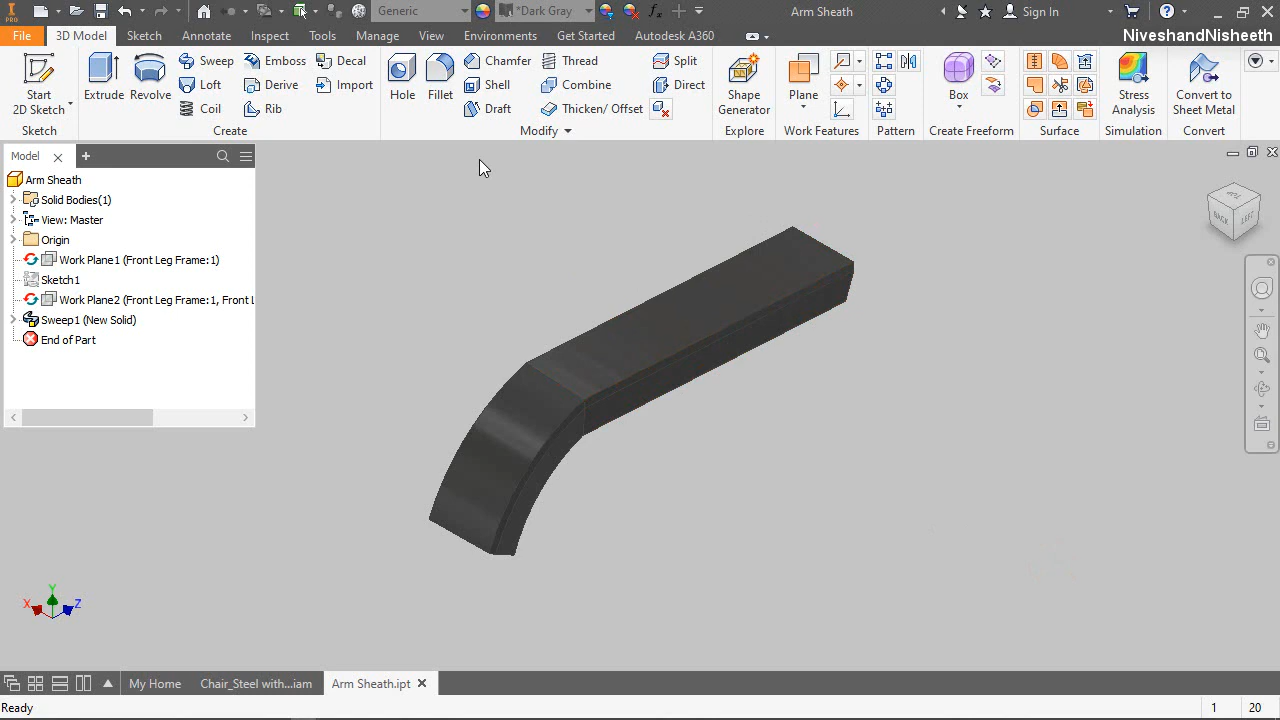 PRO Generic *Dark Gray Arm Sheath Sign In
File 3D Model Sketch Annotate Inspect Tools Manage View Environments Get Started Autodesk A360 NiveshandNisheeth
Start 2D Sketch
Extrude Revolve
Sweep Emboss Decal
Loft Import
Coil Rib
Hole Fillet
Chamfer Thread Split
Shell Combine Direct
Draft Thicken/ Offset
Shape Generator
Plane
Box
Stress Analysis
Convert to Sheet Metal
Sketch Create Modify Explore Work Features Pattern Create Freeform Surface Simulation Convert
Model
Arm Sheath
Solid Bodies(1)
View: Master
Origin
Work Plane1 (Front Leg Frame:1)
Sketch1
Work Plane2 (Front Leg Frame:1, Front L
Sweep1 (New Solid)
End of Part
BACK LEFT
Y
X Z
My Home Chair_Steel with...iam Arm Sheath.ipt
Ready 1 20